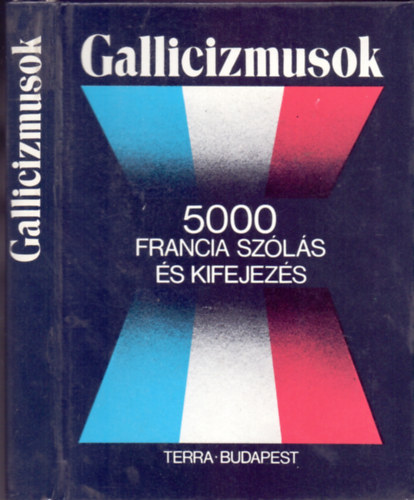 Gallicizmusok
Gallicizmusok
5000
FRANCIA SZÓLÁS
ÉS KIFEJEZÉS
TERRA·BUDAPEST